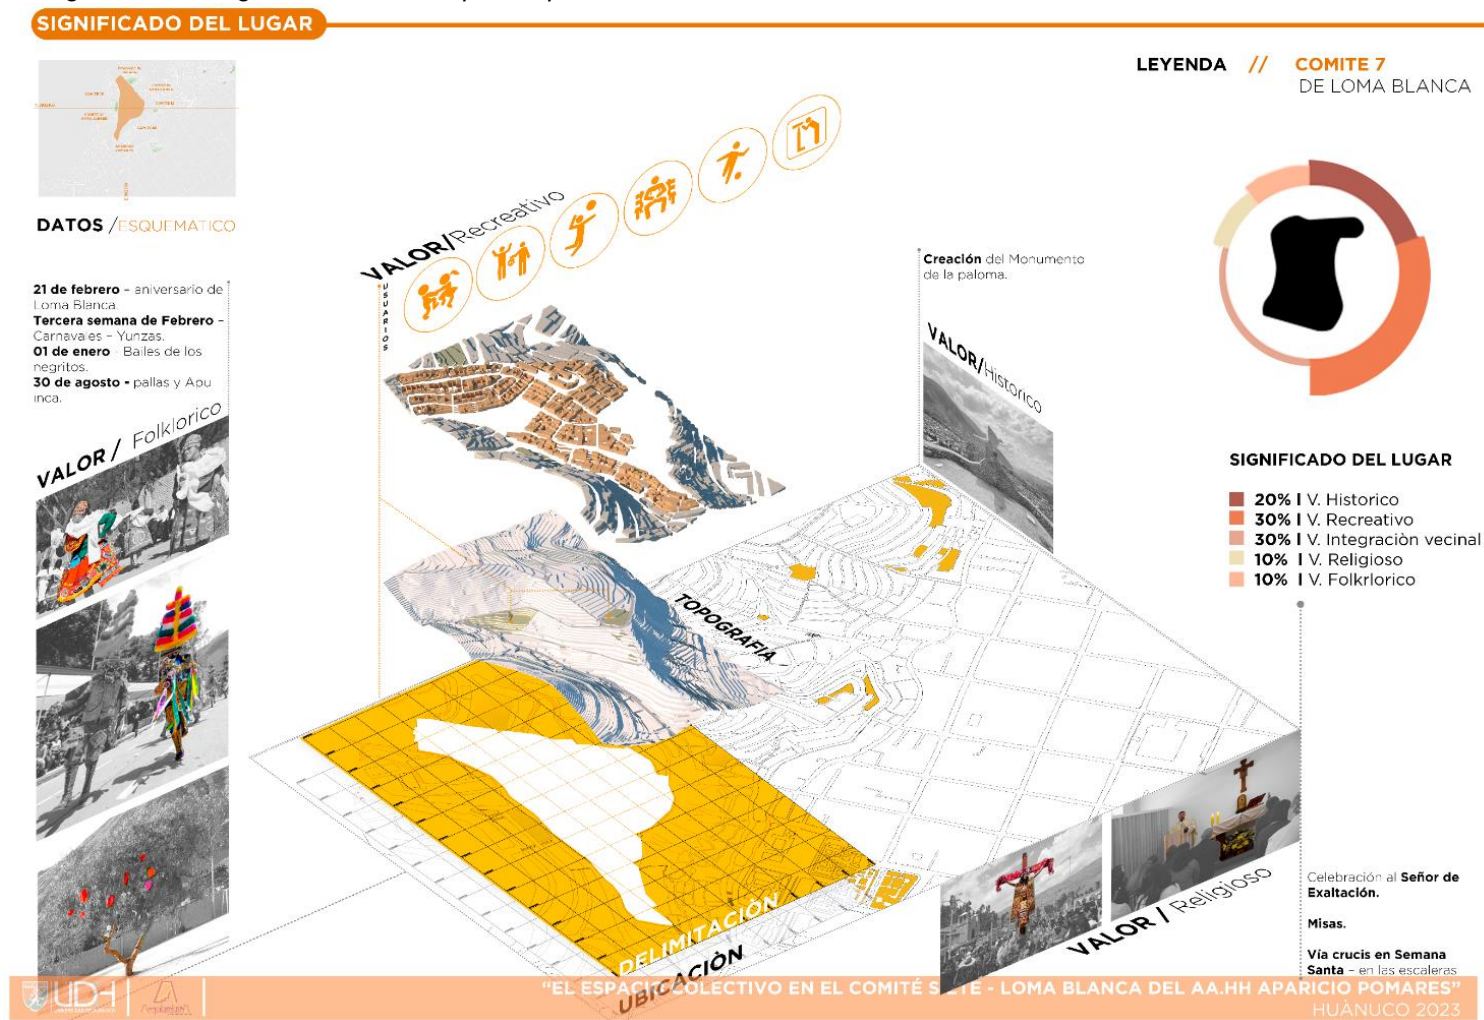 SIGNIFICADO DEL LUGAR
LEYENDA // COMITE 7
DE LOMA BLANCA
DATOS / ESQUEMATICO
21 de febrero – aniversario de
Loma Blanca.
Tercera semana de Febrero –
Carnavales – Yunzas.
01 de enero - Bailes de los
negritos.
30 de agosto - pallas y Apu
inca.
VALOR / Folklorico
VALOR/Recreativo
USUARIOS
Creación del Monumento
de la paloma.
VALOR/Historico
TOPOGRAFIA
SIGNIFICADO DEL LUGAR
20% I V. Historico
30% I V. Recreativo
30% I V. Integraciòn vecinal
10% I V. Religioso
10% I V. Folkrlorico
DELIMITACIÒN
UBICACIÒN
VALOR / Religioso
Celebración al Señor de
Exaltación.
Misas.
Vía crucis en Semana
Santa – en las escaleras
UDH
"EL ESPACIO COLECTIVO EN EL COMITÉ SIETE - LOMA BLANCA DEL AA.HH APARICIO POMARES"
HUÀNUCO 2023